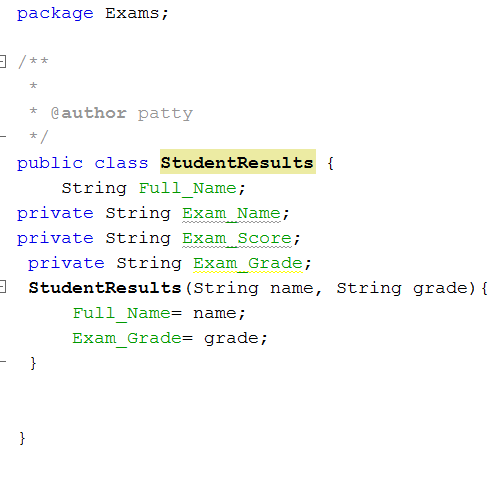 package Exams;
/**
 *
 * @author patty
 */
public class StudentResults {
    String Full_Name;
private String Exam_Name;
private String Exam_Score;
 private String Exam_Grade;
 StudentResults(String name, String grade){
     Full_Name= name;
     Exam_Grade= grade;
 }
}